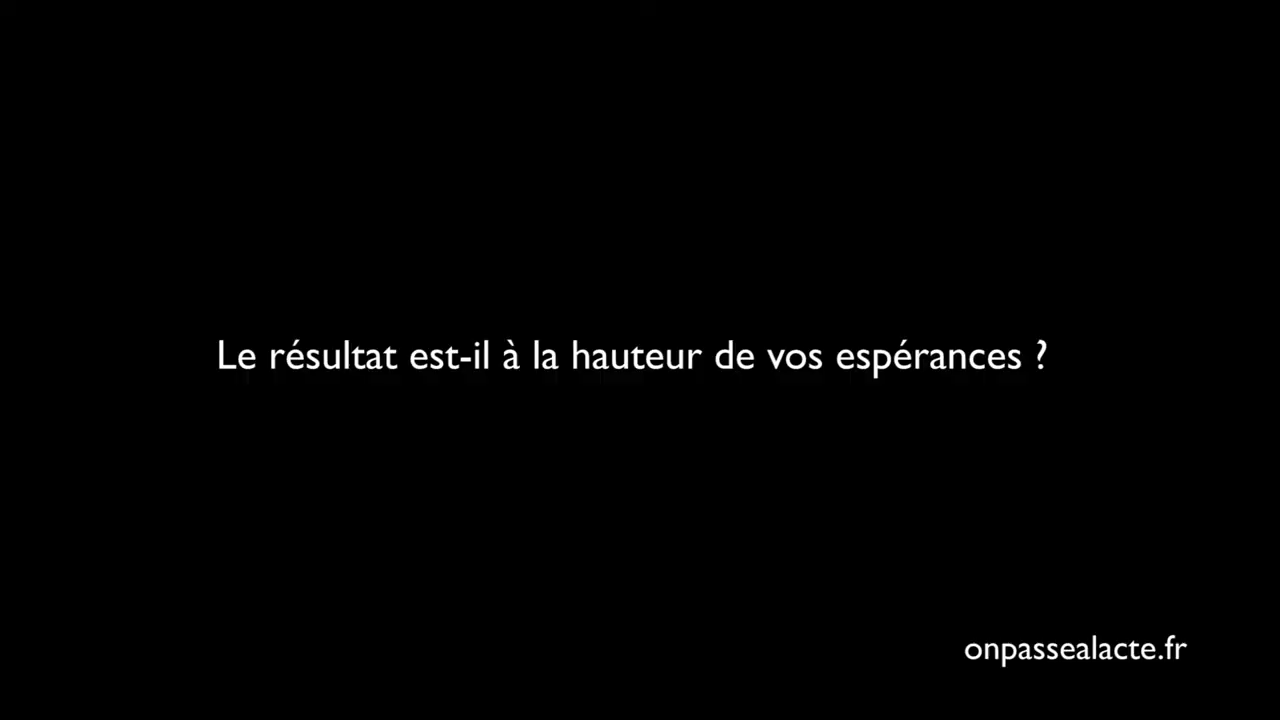 Le résultat est-il à la hauteur de vos espérances ?
onpassealacte.fr